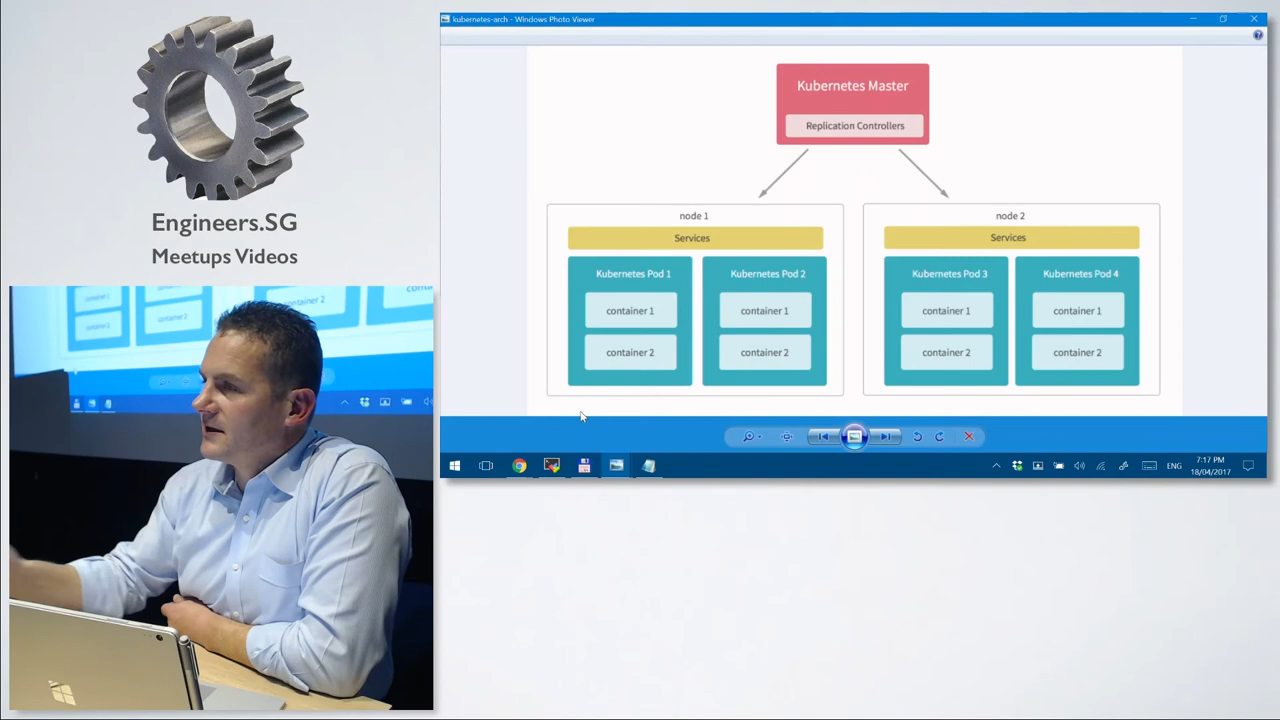 Engineers.SG
Meetups Videos
kubernetes-arch - Windows Photo Viewer
Kubernetes Master
Replication Controllers
node 1
Services
Kubernetes Pod 1
container 1
container 2
Kubernetes Pod 2
container 1
container 2
node 2
Services
Kubernetes Pod 3
container 1
container 2
Kubernetes Pod 4
container 1
container 2
ENG
7:17 PM
18/04/2017
container 2